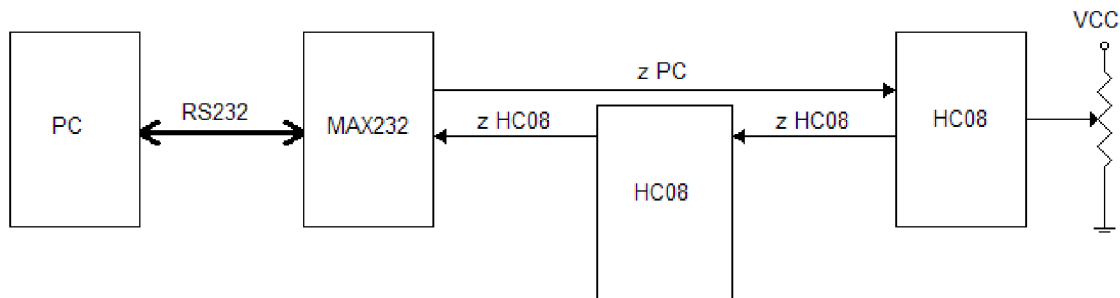 VCC
z PC
PC
RS232
MAX232
z HC08
z HC08
HC08
HC08